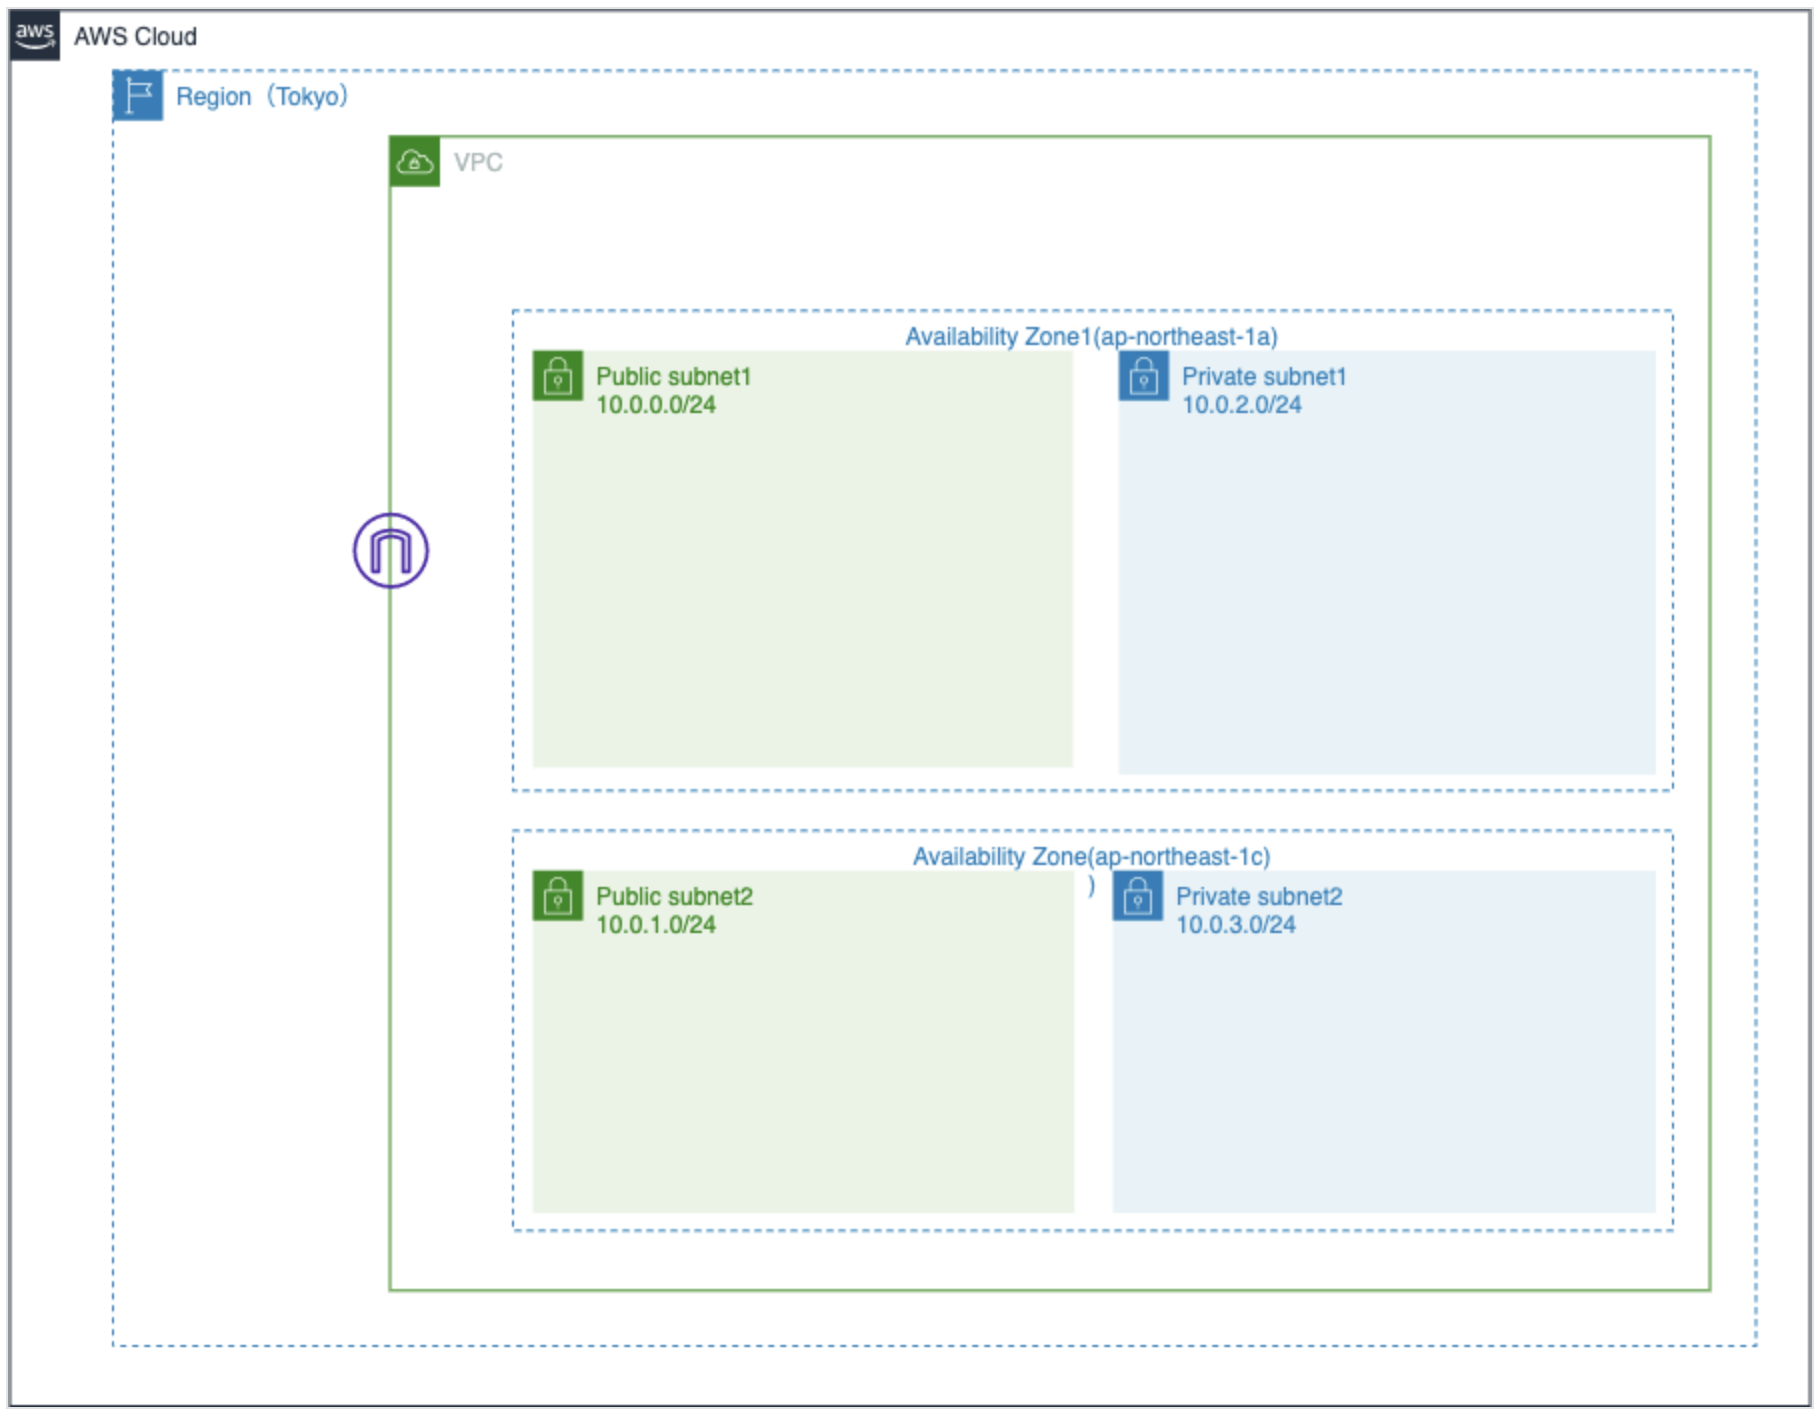 aws
AWS Cloud
Region（Tokyo）
VPC
Availability Zone1(ap-northeast-1a)
Public subnet1
10.0.0.0/24
Private subnet1
10.0.2.0/24
Availability Zone(ap-northeast-1c)
)
Public subnet2
10.0.1.0/24
Private subnet2
10.0.3.0/24